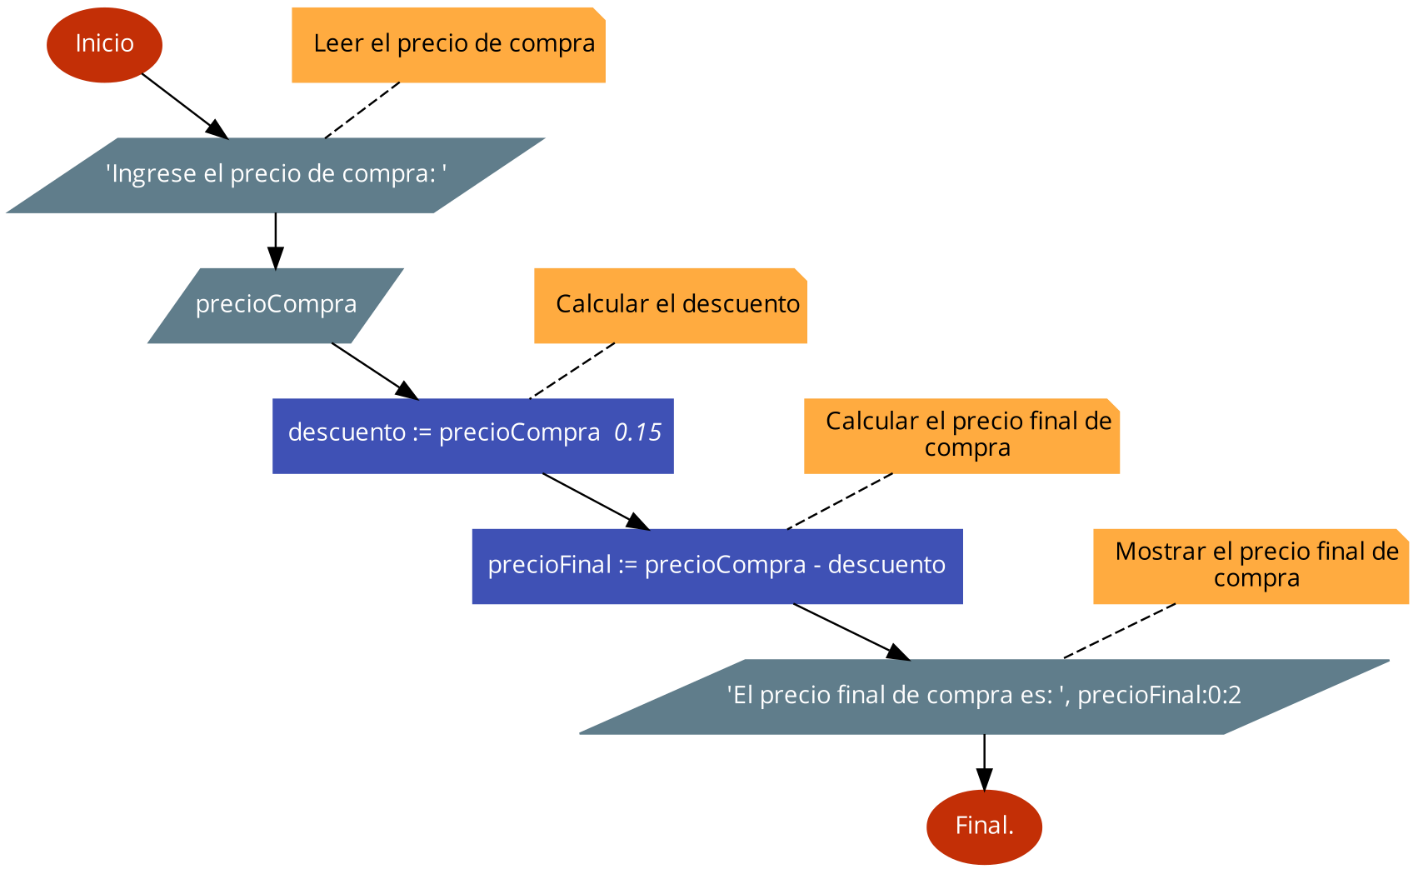 Inicio
Leer el precio de compra
'Ingrese el precio de compra: '
precioCompra
Calcular el descuento
descuento := precioCompra  0.15
Calcular el precio final de
compra
precioFinal := precioCompra - descuento
Mostrar el precio final de
compra
'El precio final de compra es: ', precioFinal:0:2
Final.